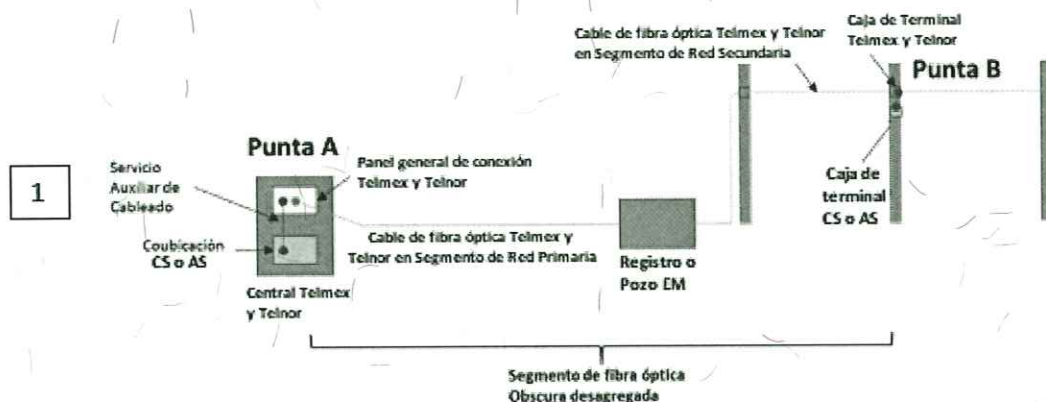 Cable de fibra óptica Telmex y Telnor
en Segmento de Red Secundaria
Caja de Terminal
Telmex y Telnor
Punta B
Punta A
Panel general de conexión
Telmex y Telnor
Servicio
Auxiliar de
Cableado
1
Caja de
terminal
CS o AS
Coubicación
CS o AS
Cable de fibra óptica Telmex y
Telnor en Segmento de Red Primaria
Registro o
Pozo EM
Central Telmex
y Telnor
Segmento de fibra óptica
Obscura desagregada